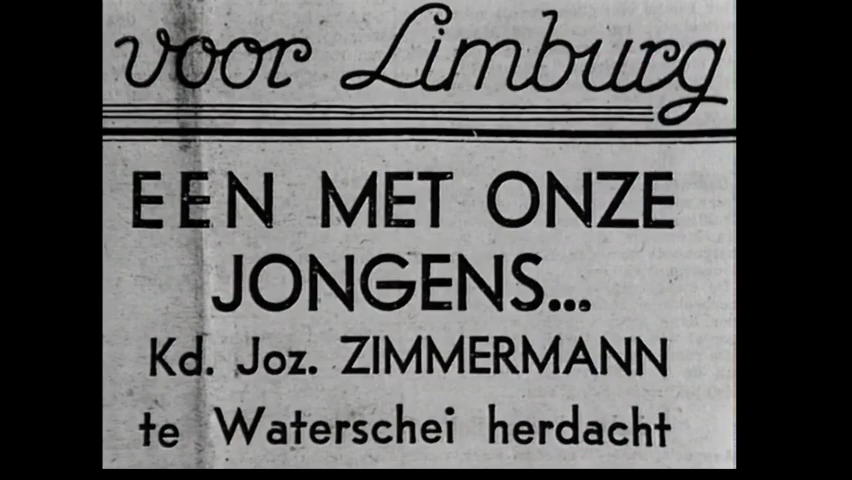 voor Limburg
EEN MET ONZE
JONGENS...
Kd. Joz. ZIMMERMANN
te Waterschei herdacht